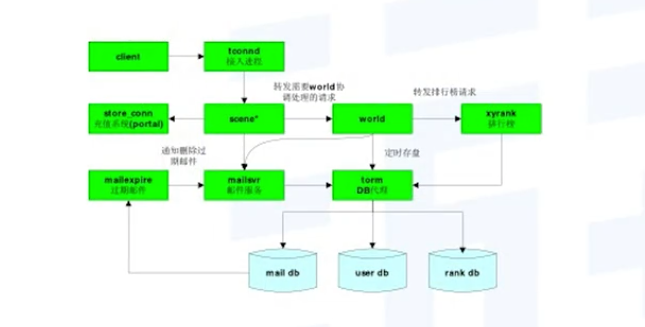 client
tconnd
接入进程
转发需要world协
调处理的请求
转发排行榜请求
store_conn
充值系统(portal)
scene*
world
xyrank
排行榜
通知删除过
期邮件
定时存盘
mailexpire
过期邮件
mailsvr
邮件服务
torm
DB代理
mail db
user db
rank db